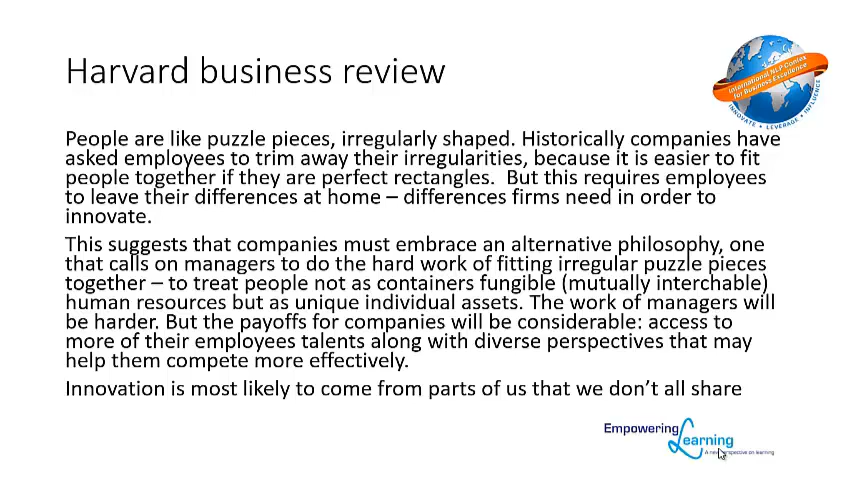 Harvard business review
International NLP Conference
for Business Excellence
INNOVATE • LEVERAGE • INFLUENCE
People are like puzzle pieces, irregularly shaped. Historically companies have
asked employees to trim away their irregularities, because it is easier to fit
people together if they are perfect rectangles. But this requires employees
to leave their differences at home – differences firms need in order to
innovate.
This suggests that companies must embrace an alternative philosophy, one
that calls on managers to do the hard work of fitting irregular puzzle pieces
together – to treat people not as containers fungible (mutually interchable)
human resources but as unique individual assets. The work of managers will
be harder. But the payoffs for companies will be considerable: access to
more of their employees talents along with diverse perspectives that may
help them compete more effectively.
Innovation is most likely to come from parts of us that we don't all share
Empowering
Learning
A new perspective on learning